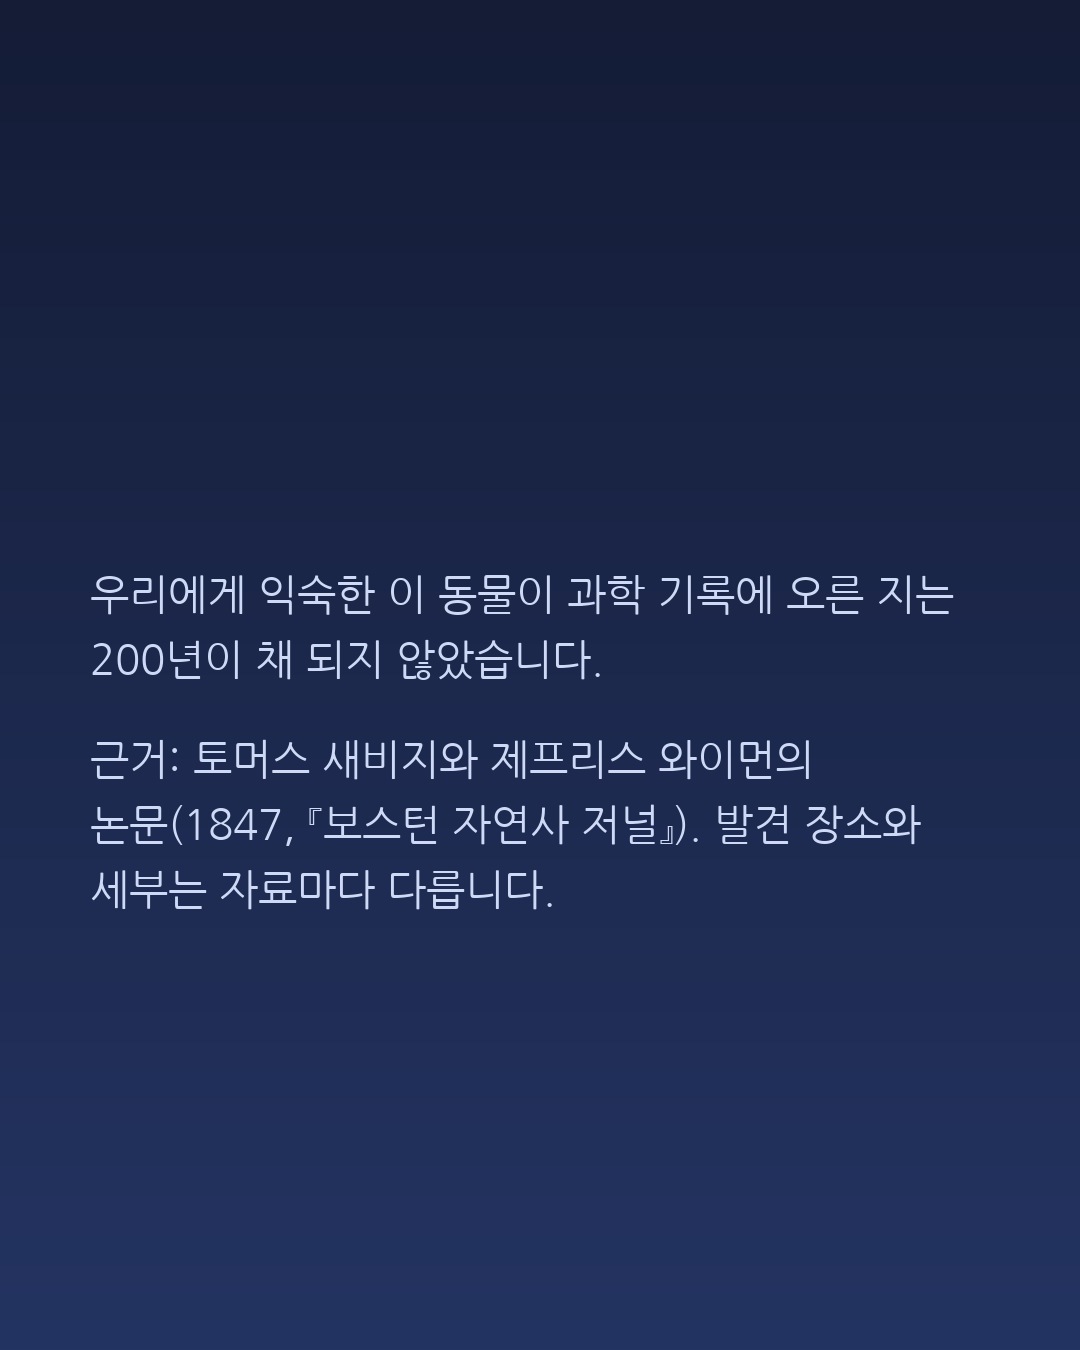 우리에게 익숙한 이 동물이 과학 기록에 오른 지는
200년이 채 되지 않았습니다.
근거: 토머스 새비지와 제프리스 와이먼의
논문(1847, 『보스턴 자연사 저널』). 발견 장소와
세부는 자료마다 다릅니다.